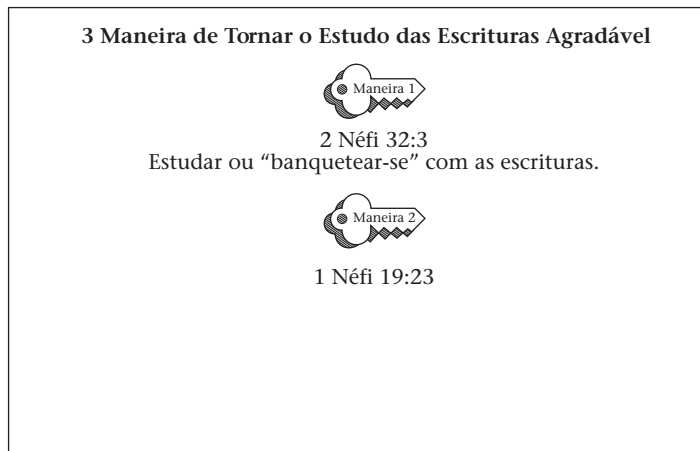 3 Maneira de Tornar o Estudo das Escrituras Agradável
Maneira 1
2 Néfi 32:3
Estudar ou “banquetear-se” com as escrituras.
Maneira 2
1 Néfi 19:23